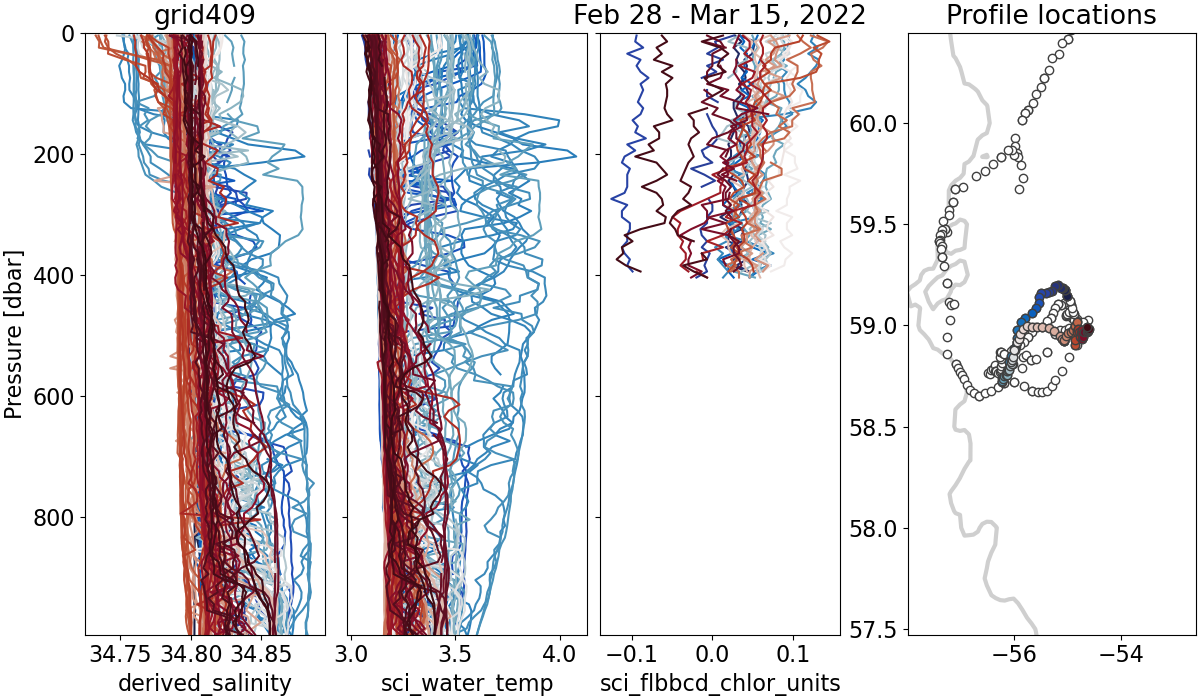 grid409
Feb 28 - Mar 15, 2022
Profile locations
Pressure [dbar]
0
200
400
600
800
34.75 34.80 34.85
derived_salinity
3.0 3.5 4.0
sci_water_temp
−0.1 0.0 0.1
sci_flbbcd_chlor_units
60.0
59.5
59.0
58.5
58.0
57.5
−56 −54